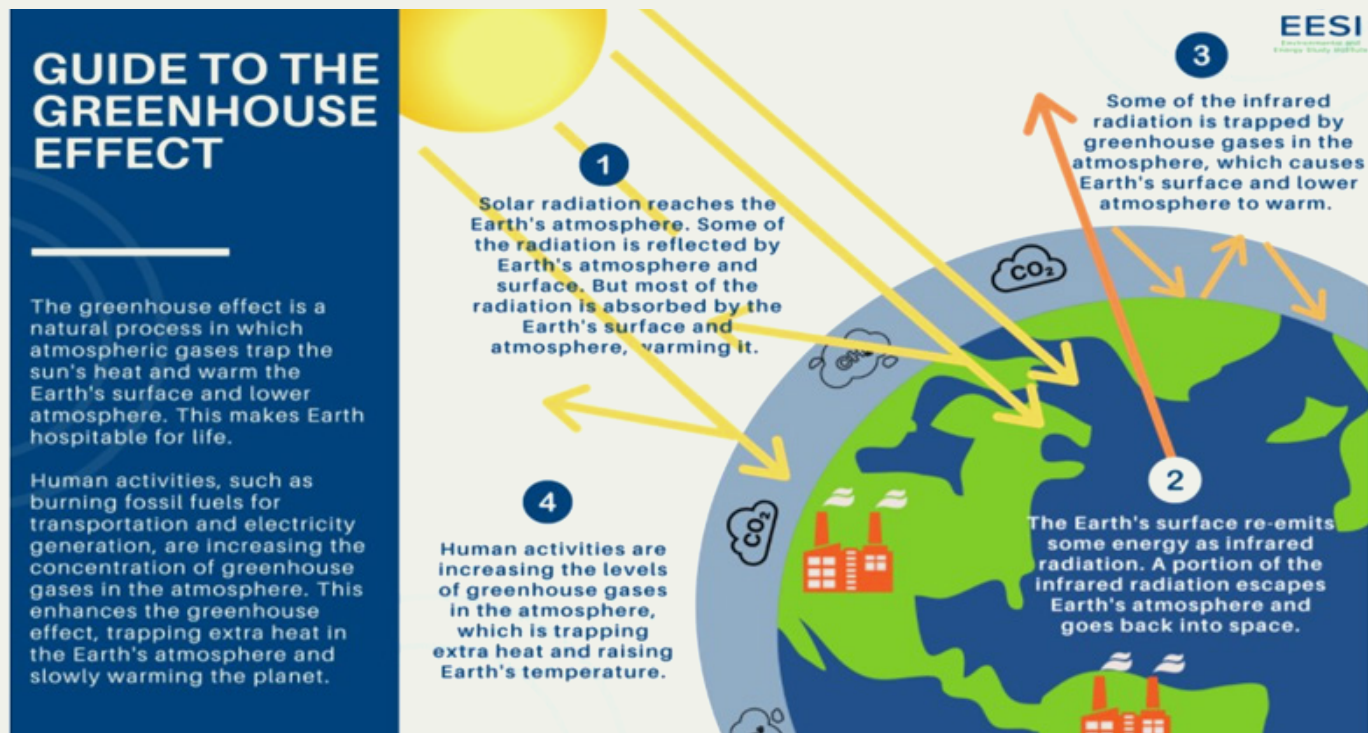 GUIDE TO THE
GREENHOUSE
EFFECT
The greenhouse effect is a
natural process in which
atmospheric gases trap the
sun's heat and warm the
Earth's surface and lower
atmosphere. This makes Earth
hospitable for life.
Human activities, such as
burning fossil fuels for
transportation and electricity
generation, are increasing the
concentration of greenhouse
gases in the atmosphere. This
enhances the greenhouse
effect, trapping extra heat in
the Earth's atmosphere and
slowly warming the planet.
1
Solar radiation reaches the
Earth's atmosphere. Some of
the radiation is reflected by
Earth's atmosphere and
surface. But most of the
radiation is absorbed by the
Earth's surface and
atmosphere, warming it.
2
The Earth's surface re-emits
some energy as infrared
radiation. A portion of the
infrared radiation escapes
Earth's atmosphere and
goes back into space.
3
Some of the infrared
radiation is trapped by
greenhouse gases in the
atmosphere, which causes
Earth's surface and lower
atmosphere to warm.
4
Human activities are
increasing the levels
of greenhouse gases
in the atmosphere,
which is trapping
extra heat and raising
Earth's temperature.
EESI
Environmental and
Energy Study Institute
CO₂
CO₂